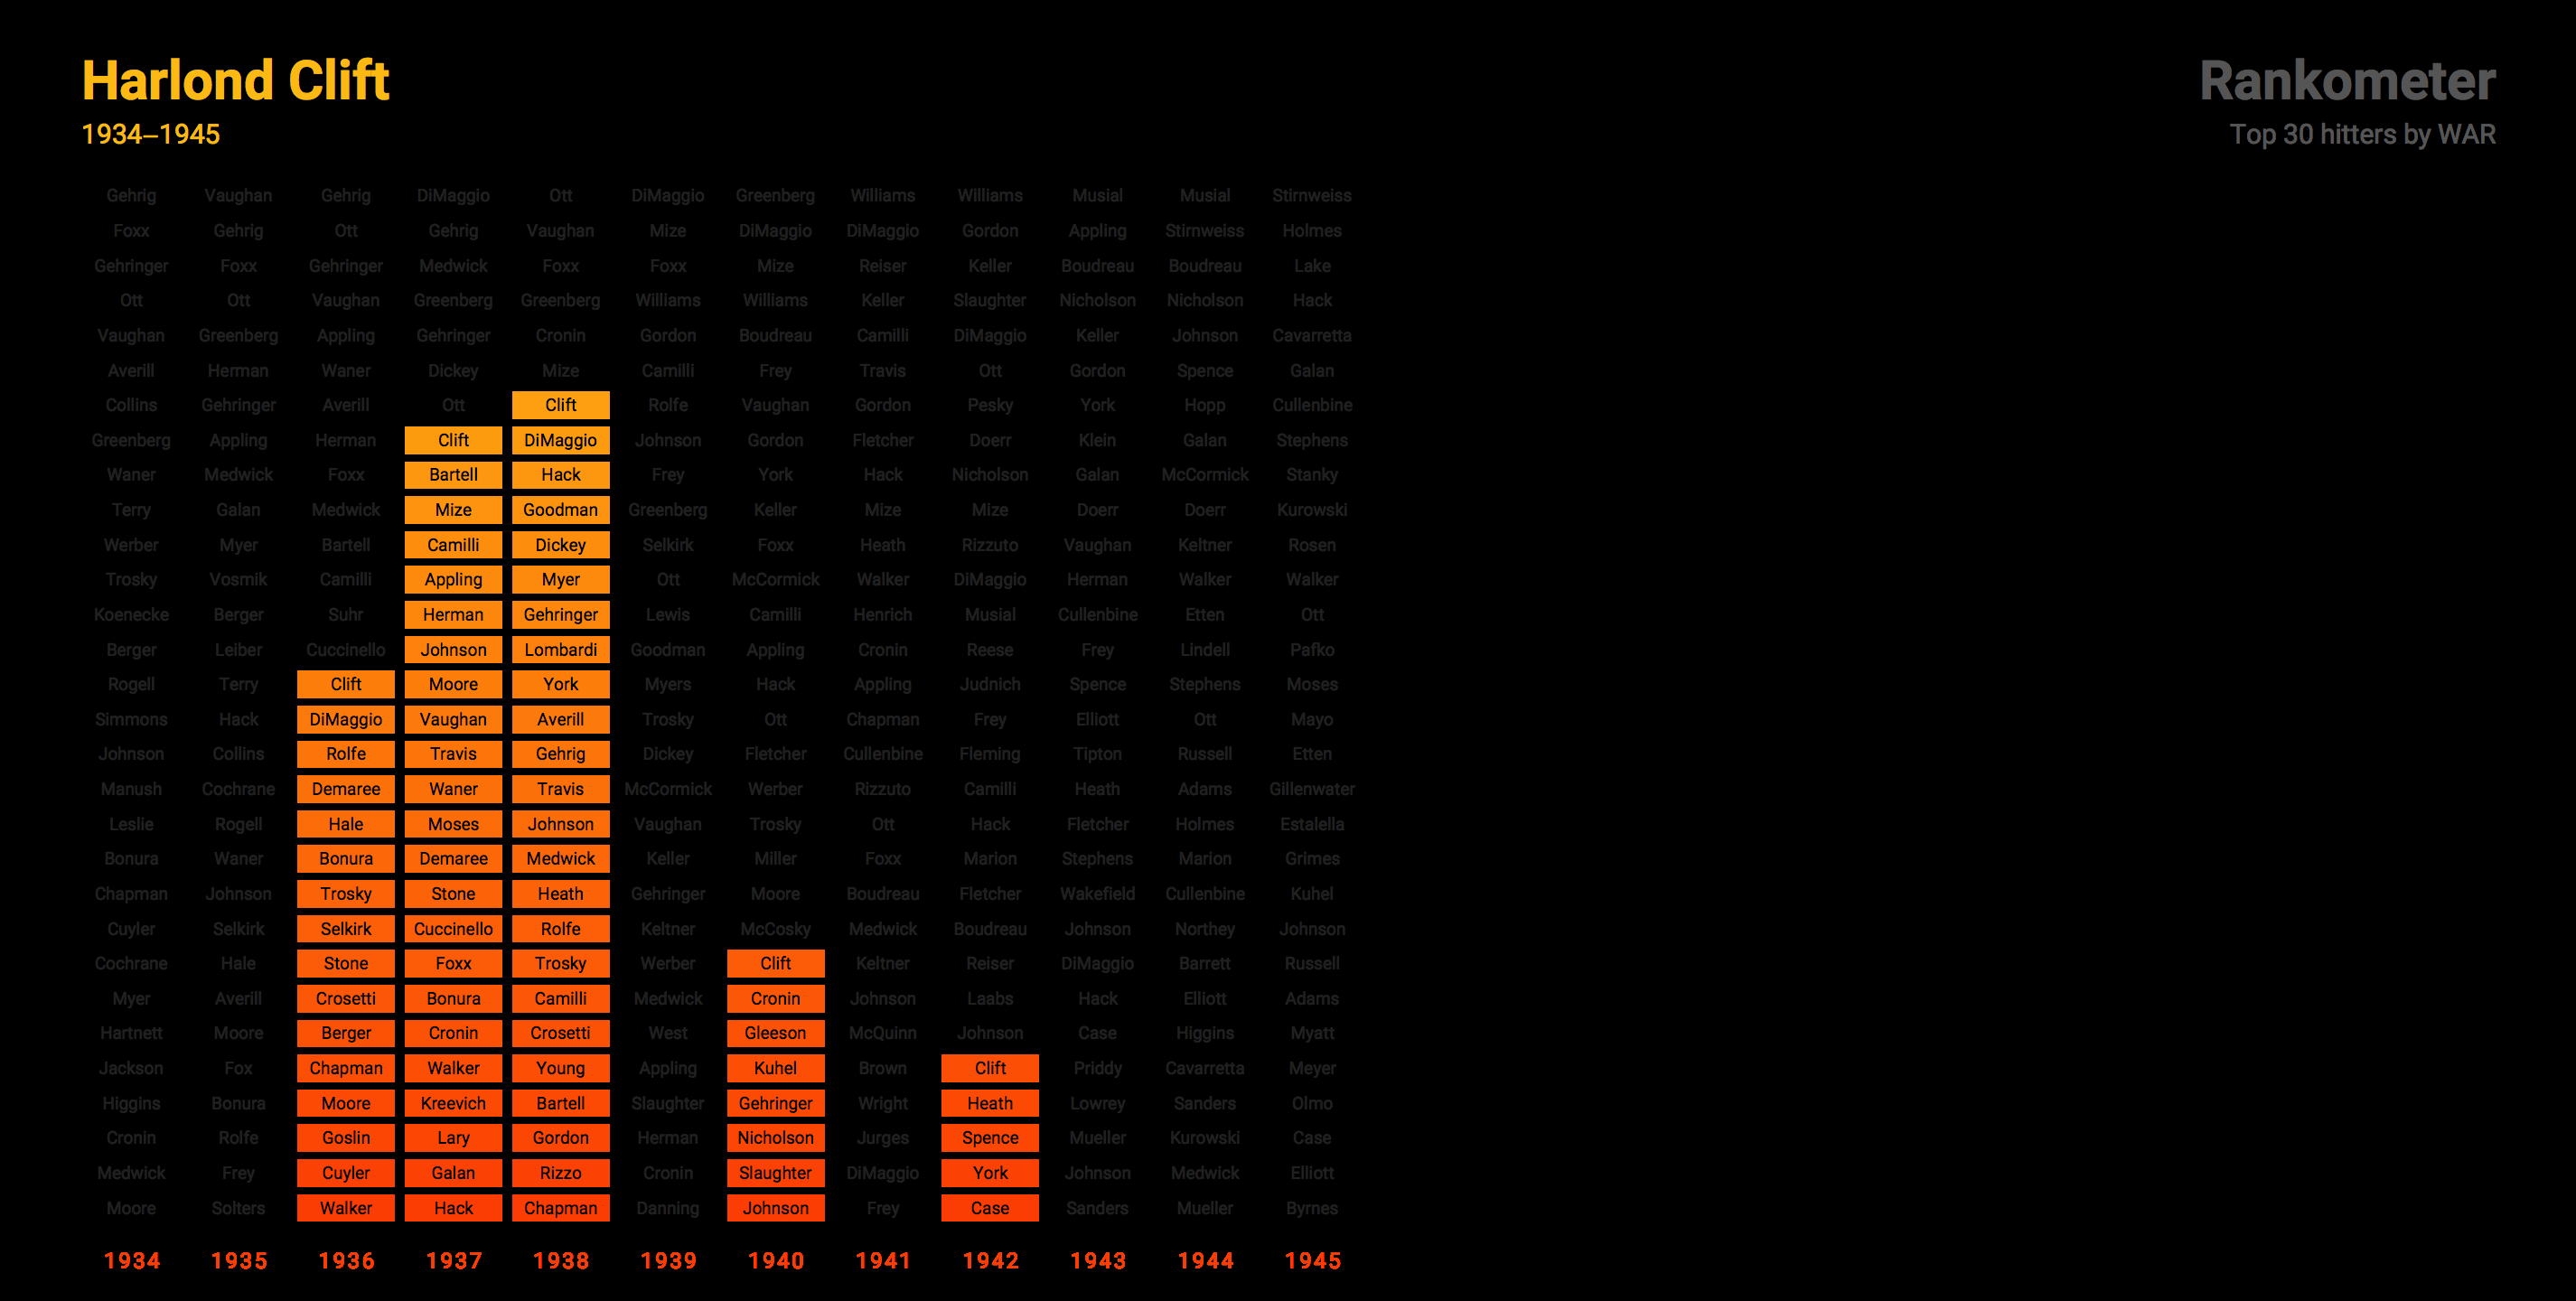 Harlond Clift
1934–1945
Rankometer
Top 30 hitters by WAR
Gehrig Vaughan Gehrig DiMaggio Ott DiMaggio Greenberg Williams Williams Musial Musial Stirnweiss
Foxx Gehrig Ott Gehrig Vaughan Mize DiMaggio DiMaggio Gordon Appling Stirnweiss Holmes
Gehringer Foxx Gehringer Medwick Foxx Foxx Mize Reiser Keller Boudreau Boudreau Lake
Ott Ott Vaughan Greenberg Greenberg Williams Williams Keller Slaughter Nicholson Nicholson Hack
Vaughan Greenberg Appling Gehringer Cronin Gordon Boudreau Camilli DiMaggio Keller Johnson Cavarretta
Averill Herman Waner Dickey Mize Camilli Frey Travis Ott Gordon Spence Galan
Collins Gehringer Averill Ott Clift Rolfe Vaughan Gordon Pesky York Hopp Cullenbine
Greenberg Appling Herman Clift DiMaggio Johnson Gordon Fletcher Doerr Klein Galan Stephens
Waner Medwick Foxx Bartell Hack Frey York Hack Nicholson Galan McCormick Stanky
Terry Galan Medwick Mize Goodman Greenberg Keller Mize Mize Doerr Doerr Kurowski
Werber Myer Bartell Camilli Dickey Selkirk Foxx Heath Rizzuto Vaughan Keltner Rosen
Trosky Vosmik Camilli Appling Myer Ott McCormick Walker DiMaggio Herman Walker Walker
Koenecke Berger Suhr Herman Gehringer Lewis Camilli Henrich Musial Cullenbine Etten Ott
Berger Leiber Cuccinello Johnson Lombardi Goodman Appling Cronin Reese Frey Lindell Pafko
Rogell Terry Clift Moore York Myers Hack Appling Judnich Spence Stephens Moses
Simmons Hack DiMaggio Vaughan Averill Trosky Ott Chapman Frey Elliott Ott Mayo
Johnson Collins Rolfe Travis Gehrig Dickey Fletcher Cullenbine Fleming Tipton Russell Etten
Manush Cochrane Demaree Waner Travis McCormick Werber Rizzuto Camilli Heath Adams Gillenwater
Leslie Rogell Hale Moses Johnson Vaughan Trosky Ott Hack Fletcher Holmes Estalella
Bonura Waner Bonura Demaree Medwick Keller Miller Foxx Marion Stephens Marion Grimes
Chapman Johnson Trosky Stone Heath Gehringer Moore Boudreau Fletcher Wakefield Cullenbine Kuhel
Cuyler Selkirk Selkirk Cuccinello Rolfe Keltner McCosky Medwick Boudreau Johnson Northey Johnson
Cochrane Hale Stone Foxx Trosky Werber Clift Keltner Reiser DiMaggio Barrett Russell
Myer Averill Crosetti Bonura Camilli Medwick Cronin Johnson Laabs Hack Elliott Adams
Hartnett Moore Berger Cronin Crosetti West Gleeson McQuinn Johnson Case Higgins Myatt
Jackson Fox Chapman Walker Young Appling Kuhel Brown Clift Priddy Cavarretta Meyer
Higgins Bonura Moore Kreevich Bartell Slaughter Gehringer Wright Heath Lowrey Sanders Olmo
Cronin Rolfe Goslin Lary Gordon Herman Nicholson Jurges Spence Mueller Kurowski Case
Medwick Frey Cuyler Galan Rizzo Cronin Slaughter DiMaggio York Johnson Medwick Elliott
Moore Solters Walker Hack Chapman Danning Johnson Frey Case Sanders Mueller Byrnes
1934 1935 1936 1937 1938 1939 1940 1941 1942 1943 1944 1945